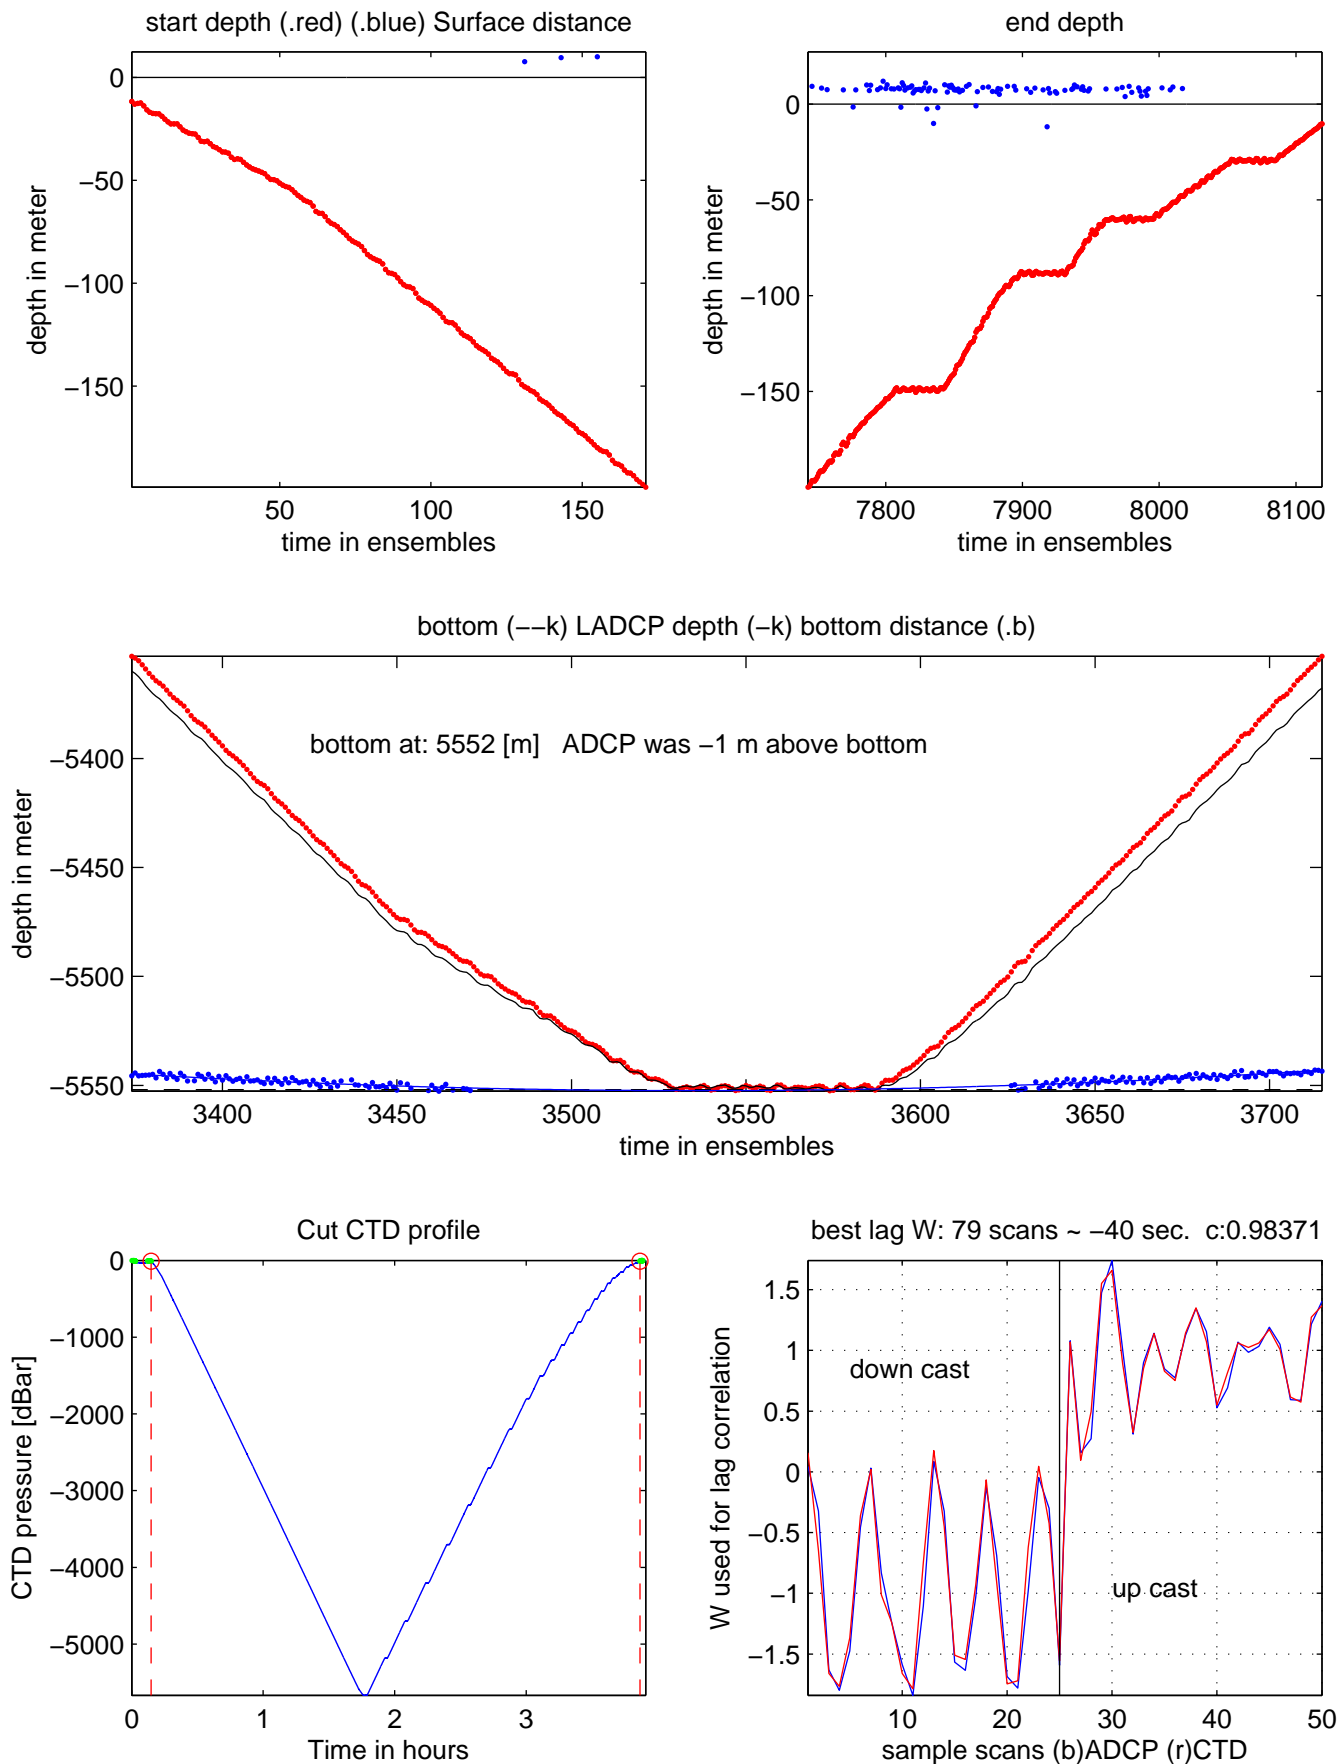 start depth (.red) (.blue) Surface distance
0
−50
−100
−150
depth in meter
50
100
150
time in ensembles
end depth
0
−50
−100
−150
depth in meter
7800
7900
8000
8100
time in ensembles
bottom (−−k) LADCP depth (−k) bottom distance (.b)
bottom at: 5552 [m]   ADCP was −1 m above bottom
−5400
−5450
−5500
−5550
depth in meter
3400
3450
3500
3550
3600
3650
3700
time in ensembles
Cut CTD profile
0
−1000
−2000
−3000
−4000
−5000
CTD pressure [dBar]
0
1
2
3
Time in hours
best lag W: 79 scans ~ −40 sec.  c:0.98371
1.5
1
0.5
0
−0.5
−1
−1.5
W used for lag correlation
down cast
up cast
10
20
30
40
50
sample scans (b)ADCP (r)CTD